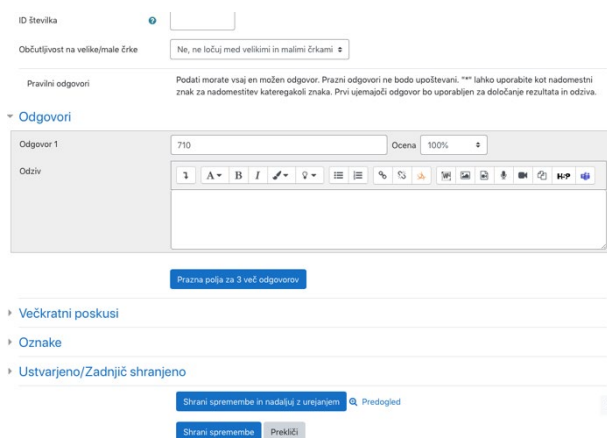 ID številka
Občutljivost na velike/male črke
Ne, ne ločuj med velikimi in malimi črkami
Pravilni odgovori
Podati morate vsaj en možen odgovor. Prazni odgovori ne bodo upoštevani. "*" lahko uporabite kot nadomestni
znak za nadomestitev kateregakoli znaka. Prvi ujemajoči odgovor bo uporabljen za določanje rezultata in odziva.
Odgovori
Odgovor 1
710
Ocena
100%
Odziv
A B I
H-P
Prazna polja za 3 več odgovorov
Večkratni poskusi
Oznake
Ustvarjeno/Zadnjič shranjeno
Shrani spremembe in nadaljuj z urejanjem
Predogled
Shrani spremembe
Prekliči